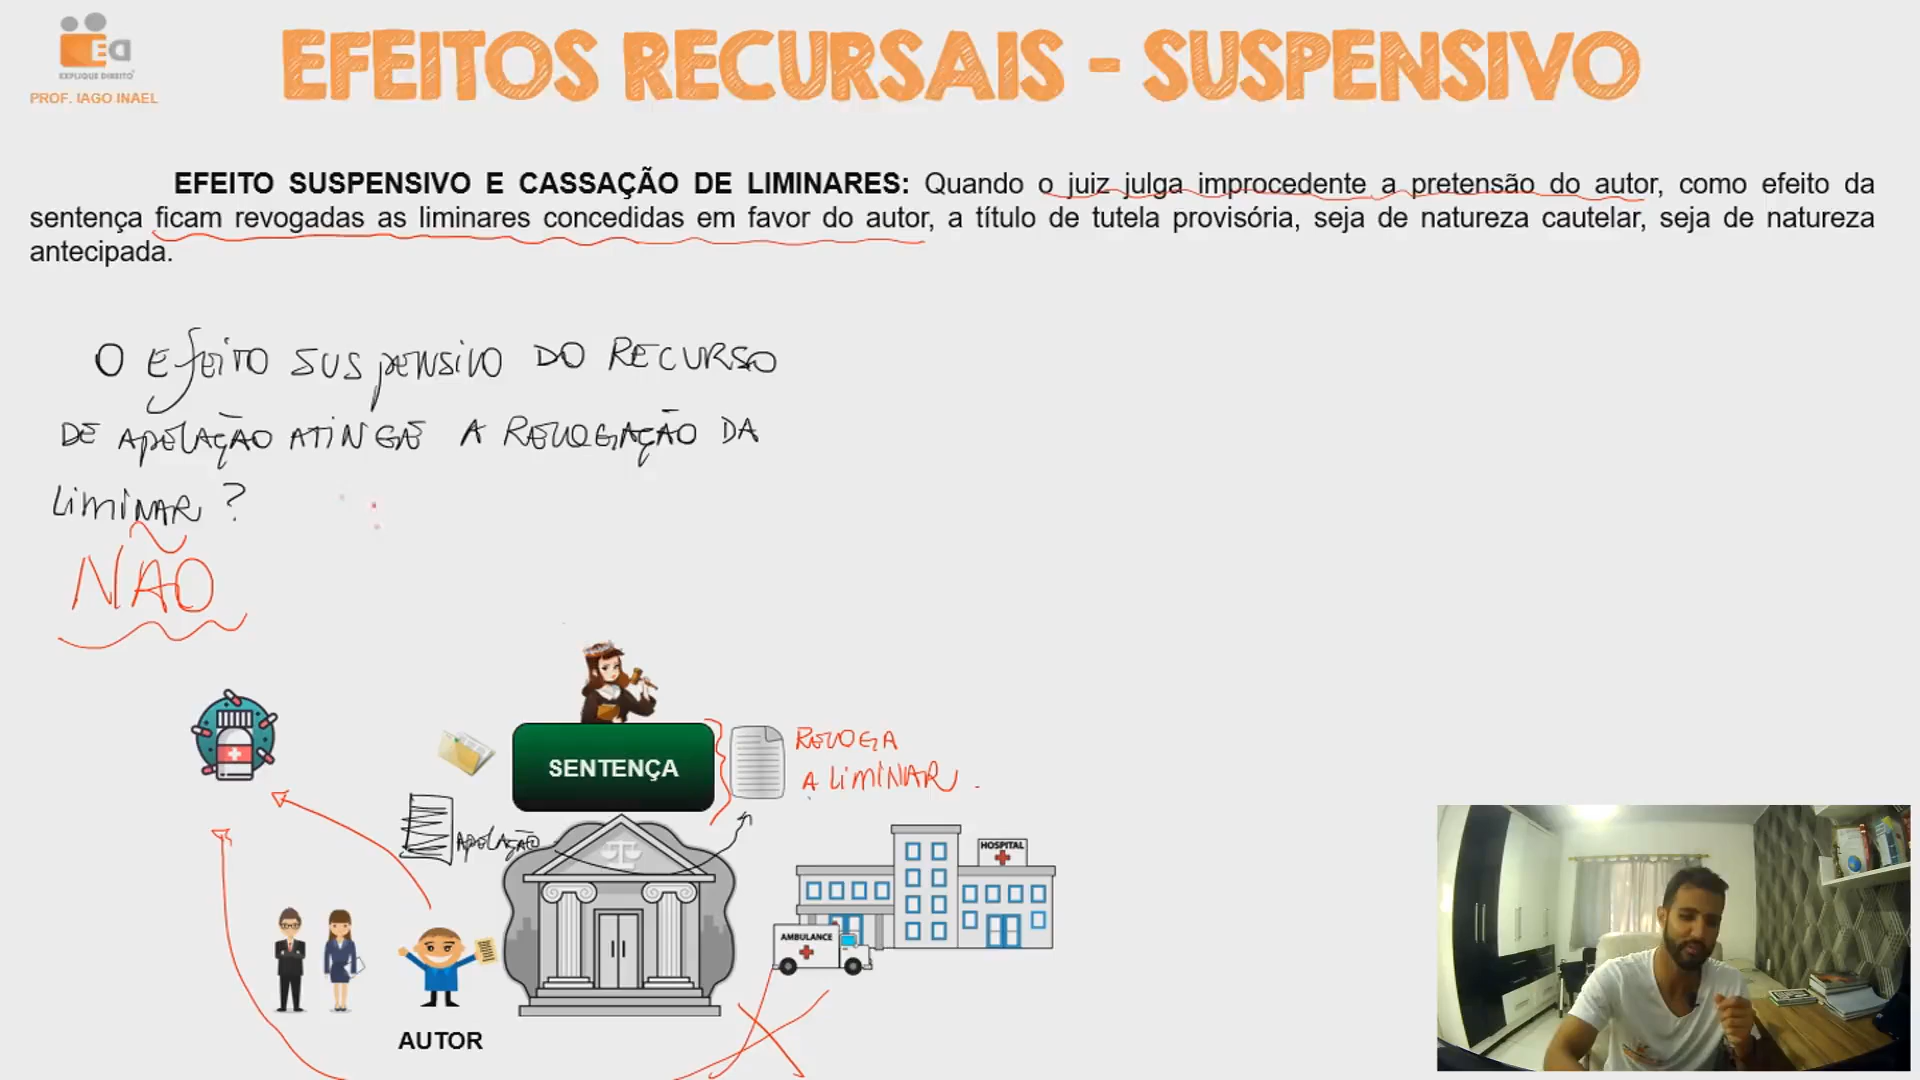 ED
EXPLIQUE DIREITO
PROF. IAGO INAEL
EFEITOS RECURSAIS - SUSPENSIVO
EFEITO SUSPENSIVO E CASSAÇÃO DE LIMINARES: Quando o juiz julga improcedente a pretensão do autor, como efeito da
sentença ficam revogadas as liminares concedidas em favor do autor, a título de tutela provisória, seja de natureza cautelar, seja de natureza
antecipada.
O EfEITO SUSPENSIVO DO RECURSO
DE APELAÇÃO ATINGE A REVOGAÇÃO DA
LIMINAR ?
NÃO
SENTENÇA
REVOGA
A LIMINAR.
APELAÇÃO
HOSPITAL
AMBULANCE
AUTOR